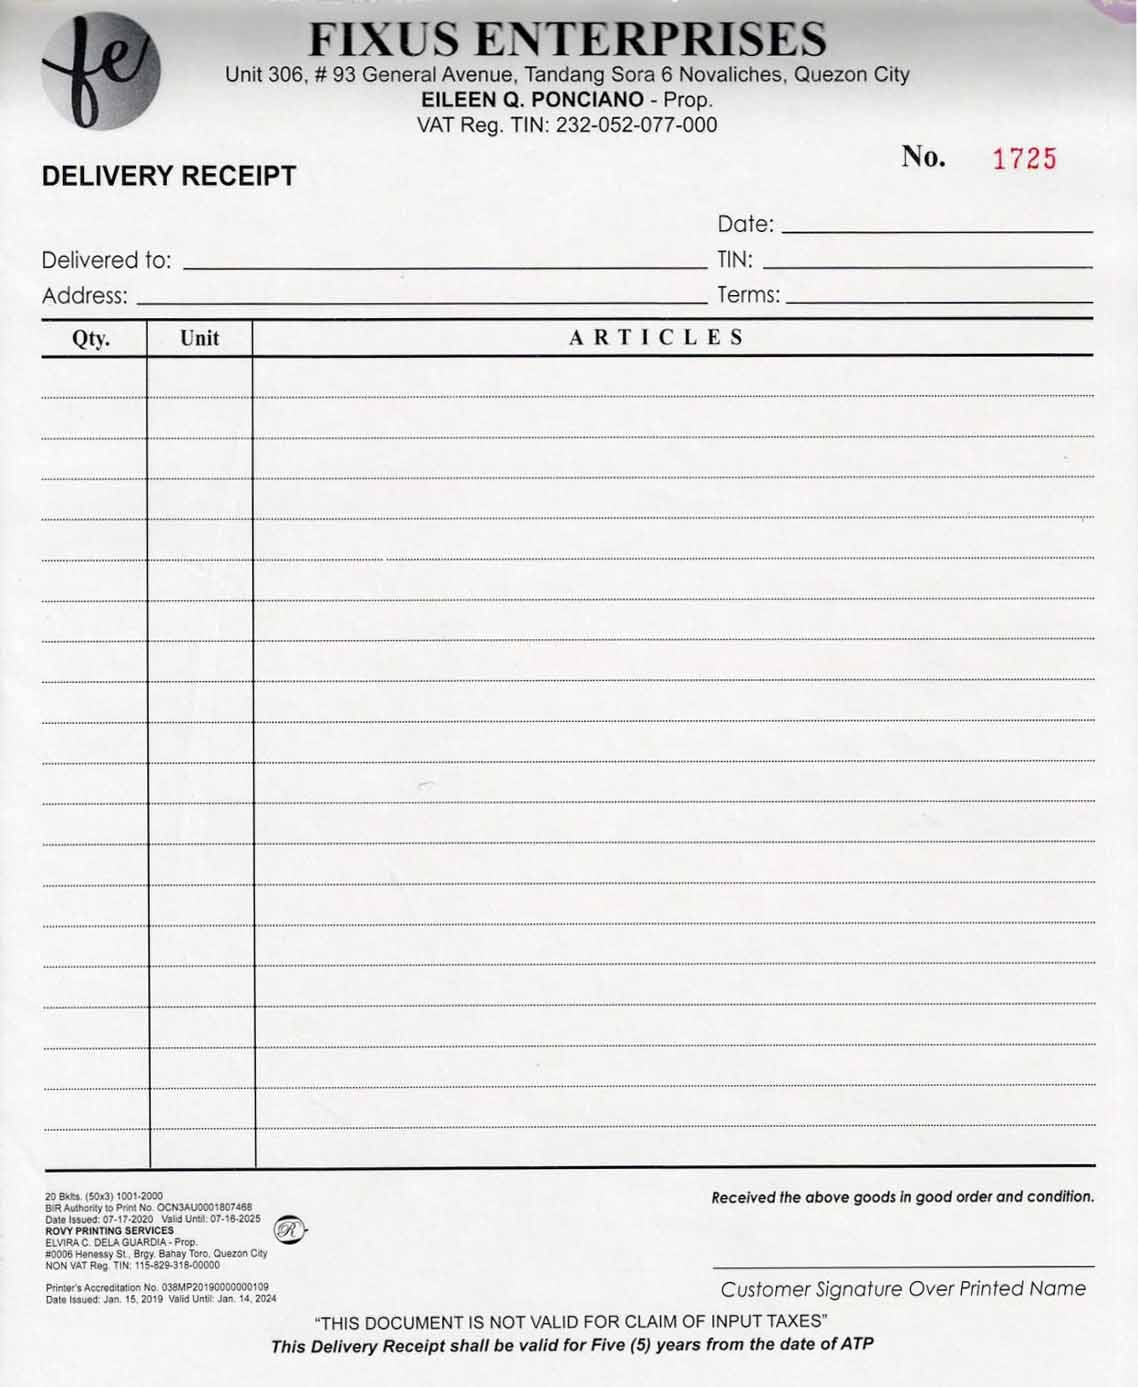 fe
FIXUS ENTERPRISES
Unit 306, # 93 General Avenue, Tandang Sora 6 Novaliches, Quezon City
EILEEN Q. PONCIANO - Prop.
VAT Reg. TIN: 232-052-077-000
No. 1725
DELIVERY RECEIPT
Date:
Delivered to: TIN:
Address: Terms:
Qty. Unit ARTICLES
20 Bklts. (50x3) 1001-2000
BIR Authority to Print No. OCN3AU0001807468
Date Issued: 07-17-2020 Valid Until: 07-16-2025
ROVY PRINTING SERVICES
ELVIRA C. DELA GUARDIA - Prop.
#0006 Henessy St., Brgy. Bahay Toro, Quezon City
NON VAT Reg. TIN: 115-829-318-00000
R
Printer's Accreditation No. 038MP20190000000109
Date Issued: Jan. 15, 2019 Valid Until: Jan. 14, 2024
Received the above goods in good order and condition.
Customer Signature Over Printed Name
"THIS DOCUMENT IS NOT VALID FOR CLAIM OF INPUT TAXES"
This Delivery Receipt shall be valid for Five (5) years from the date of ATP